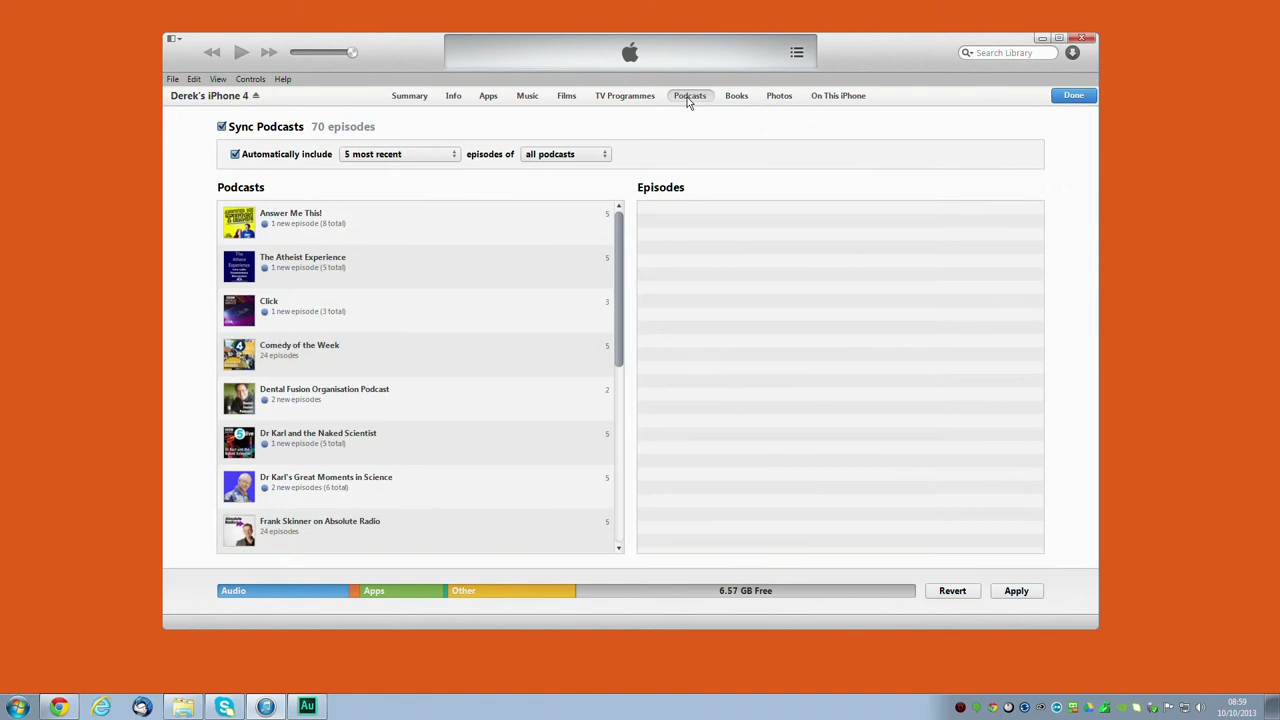 Search Library
File Edit View Controls Help
Derek's iPhone 4 Summary Info Apps Music Films TV Programmes Podcasts Books Photos On This iPhone Done
Sync Podcasts 70 episodes
Automatically include 5 most recent episodes of all podcasts
Podcasts Episodes
Answer Me This! 5
1 new episode (8 total)
The Atheist Experience 5
1 new episode (5 total)
Click 3
1 new episode (3 total)
Comedy of the Week 5
24 episodes
Dental Fusion Organisation Podcast 2
2 new episodes
Dr Karl and the Naked Scientist 5
1 new episode (5 total)
Dr Karl's Great Moments in Science 5
2 new episodes (6 total)
Frank Skinner on Absolute Radio 5
24 episodes
Audio Apps Other 6.57 GB Free Revert Apply
Au
08:59
10/10/2013